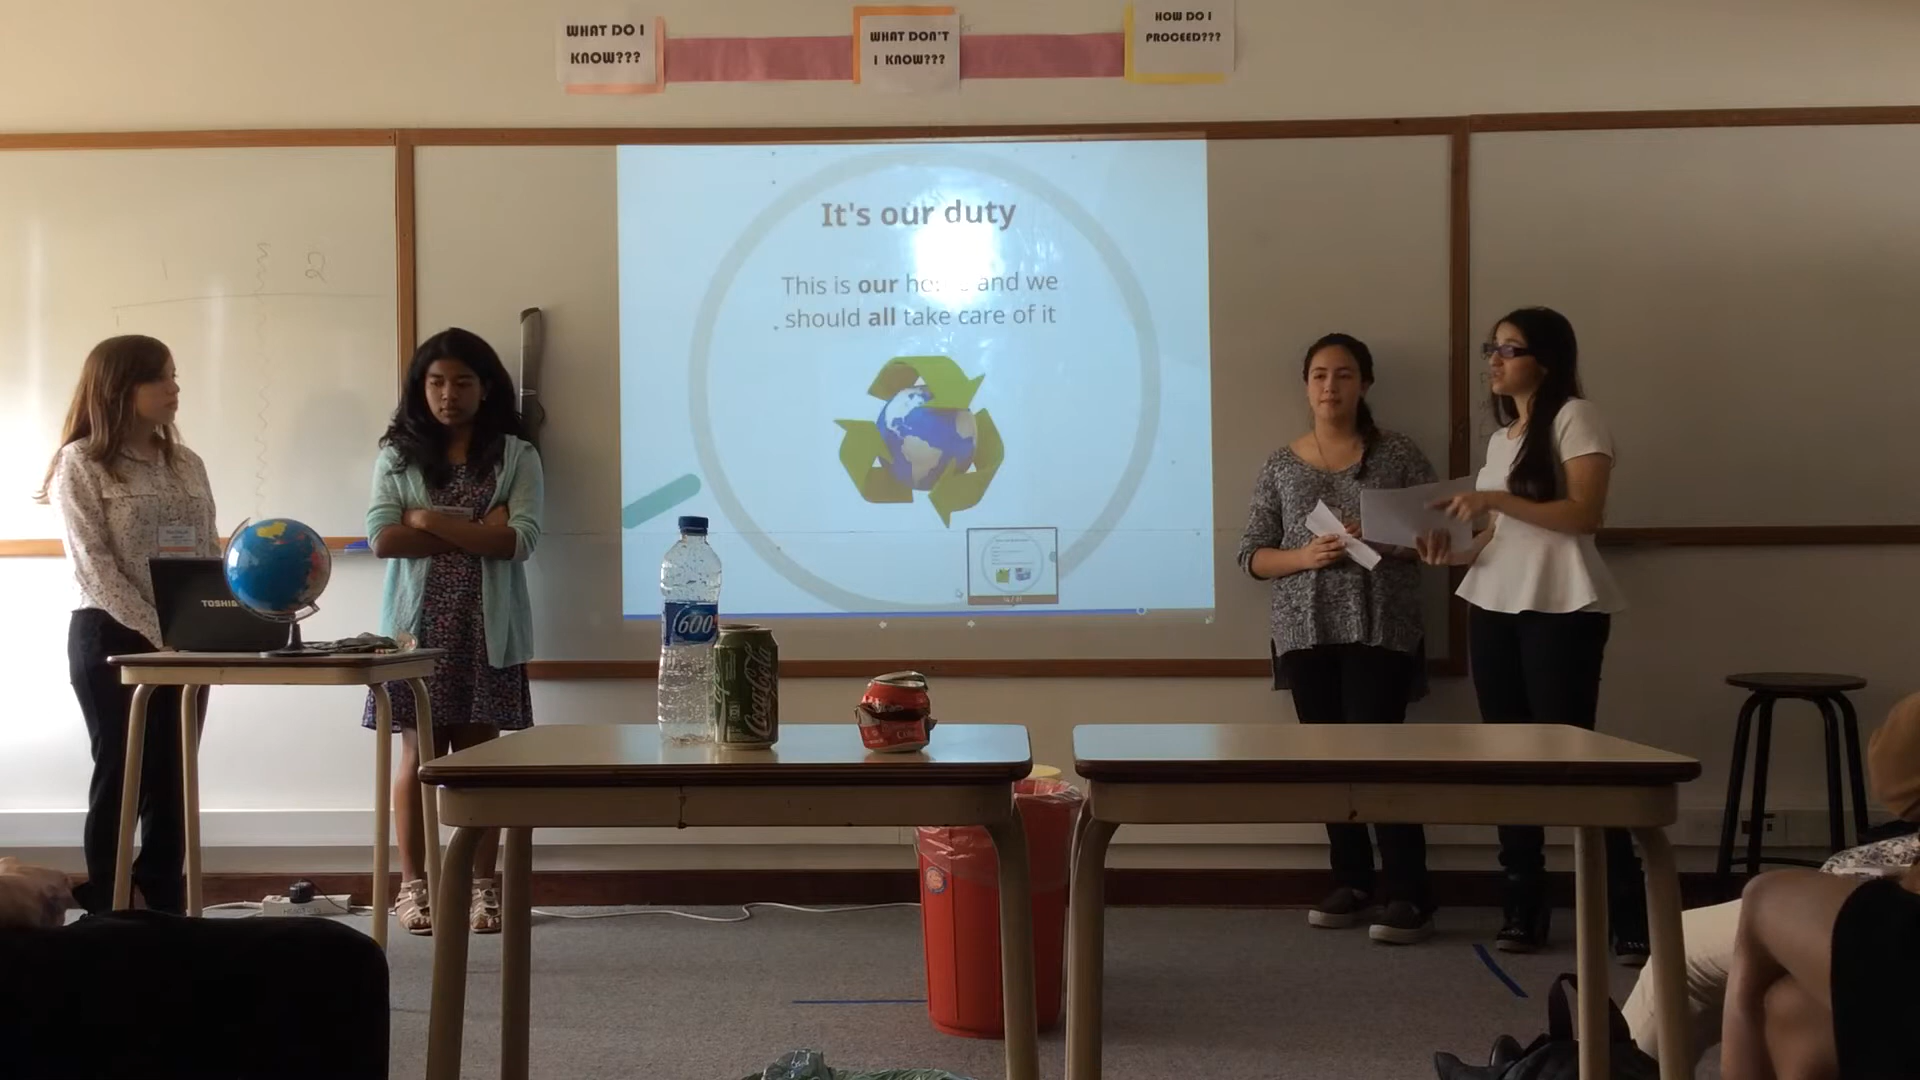 WHAT DO I
KNOW???
WHAT DON'T
I KNOW???
HOW DO I
PROCEED???
It's our duty
This is our and we
should all take care of it
TOSHIB
600
Coca-Cola